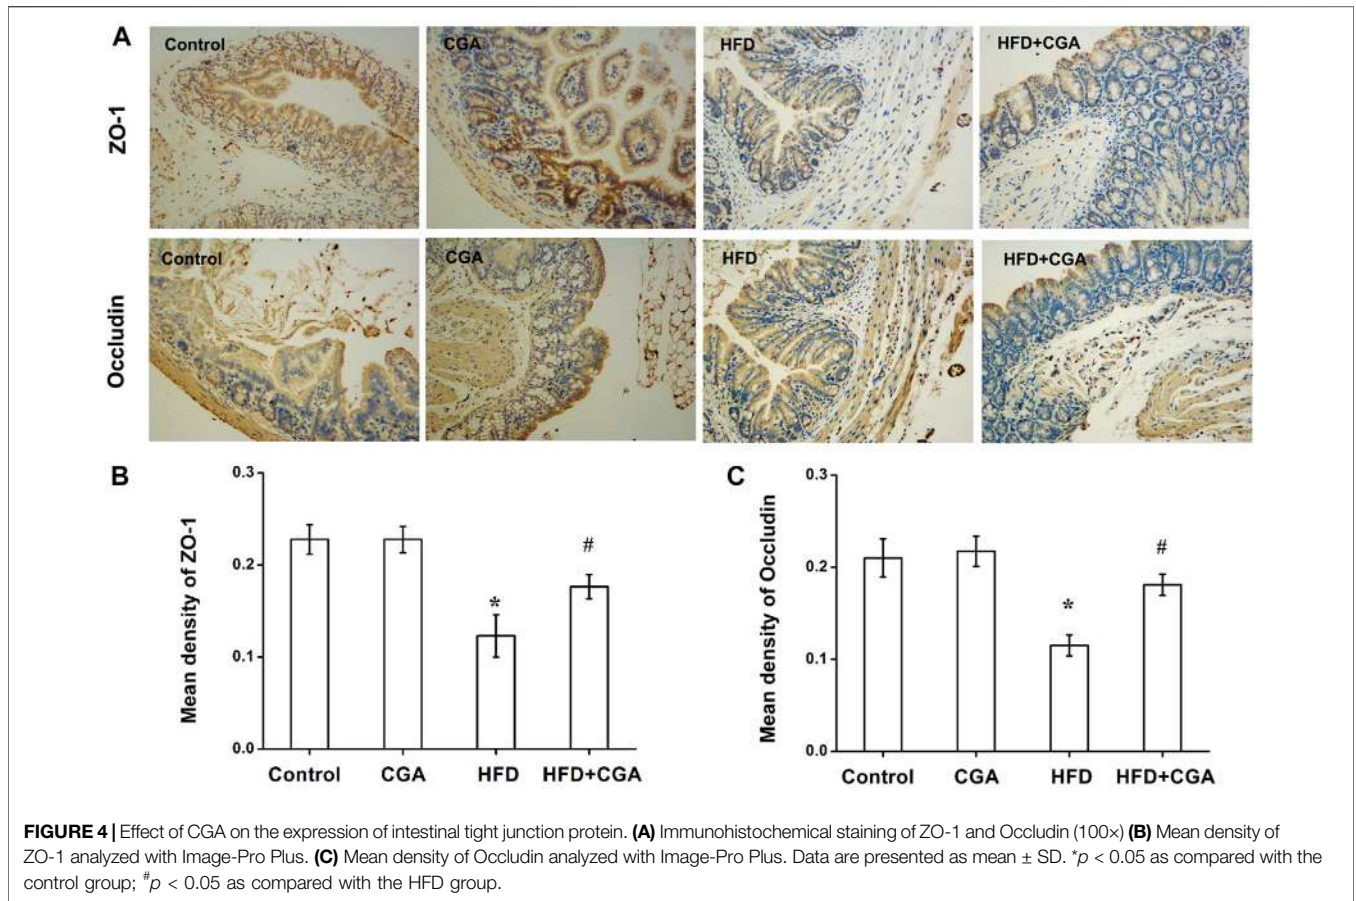 A
Control
CGA
HFD
HFD+CGA
ZO-1
Control
CGA
HFD
HFD+CGA
Occludin
B
0.3
0.2
0.1
0.0
Mean density of ZO-1
*
#
Control CGA HFD HFD+CGA
C
0.3
0.2
0.1
0.0
Mean density of Occludin
*
#
Control CGA HFD HFD+CGA
FIGURE 4 | Effect of CGA on the expression of intestinal tight junction protein. (A) Immunohistochemical staining of ZO-1 and Occludin (100×) (B) Mean density of
ZO-1 analyzed with Image-Pro Plus. (C) Mean density of Occludin analyzed with Image-Pro Plus. Data are presented as mean ± SD. *p < 0.05 as compared with the
control group; #p < 0.05 as compared with the HFD group.